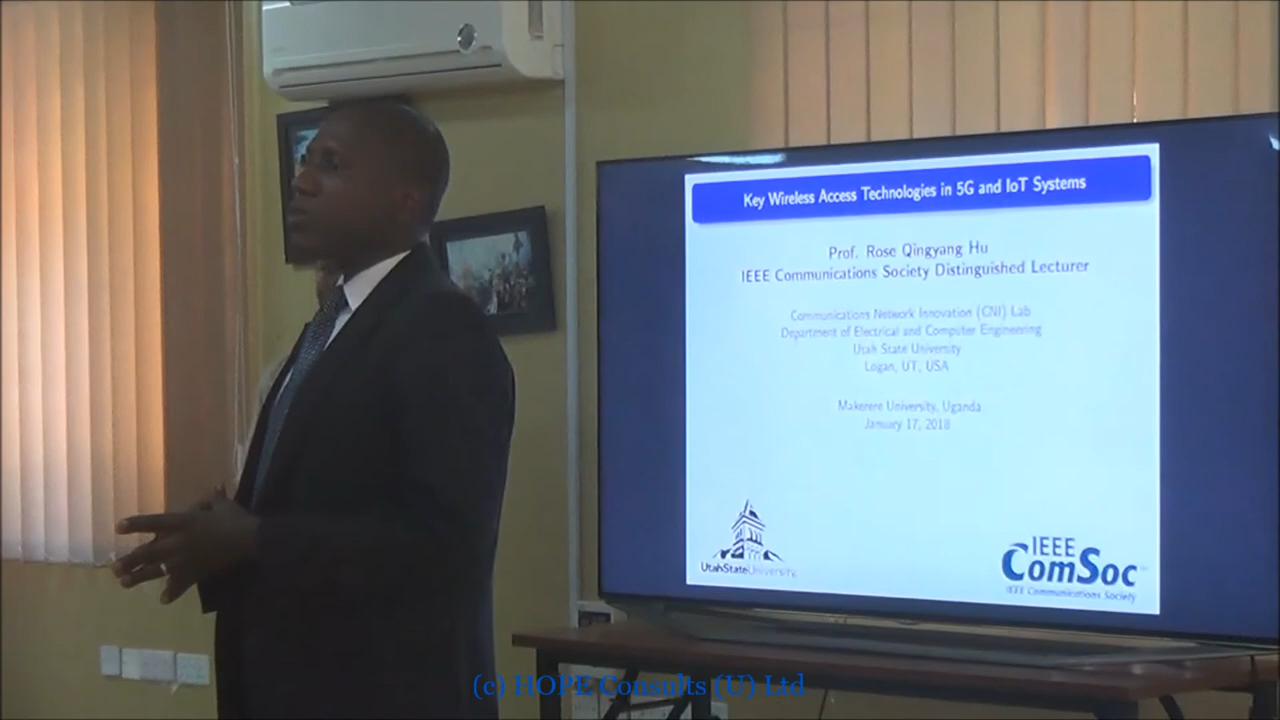 Key Wireless Access Technologies in 5G and IoT Systems
Prof. Rose Qingyang Hu
IEEE Communications Society Distinguished Lecturer
Communications Network Innovation (CNI) Lab
Department of Electrical and Computer Engineering
Utah State University
Logan, UT, USA
Makerere University, Uganda
January 17, 2018
UtahStateUniversity
IEEE
ComSoc
IEEE Communications Society
(c) HOPE Consults (U) Ltd